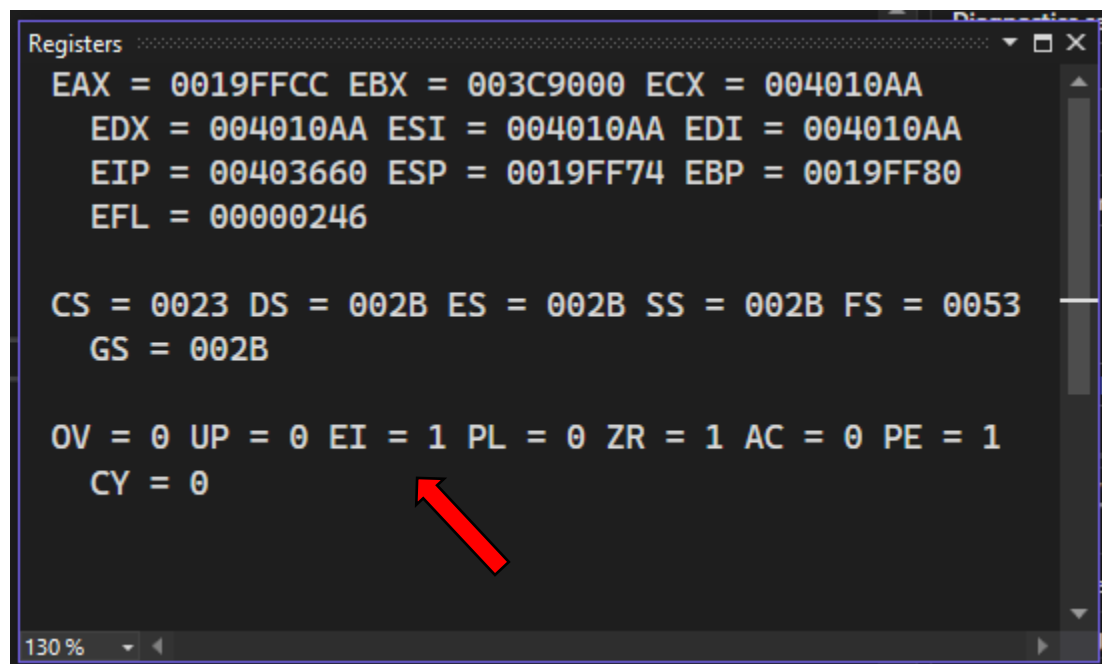 Registers
EAX = 0019FFCC EBX = 003C9000 ECX = 004010AA
EDX = 004010AA ESI = 004010AA EDI = 004010AA
EIP = 00403660 ESP = 0019FF74 EBP = 0019FF80
EFL = 00000246
CS = 0023 DS = 002B ES = 002B SS = 002B FS = 0053
GS = 002B
OV = 0 UP = 0 EI = 1 PL = 0 ZR = 1 AC = 0 PE = 1
CY = 0
130 %